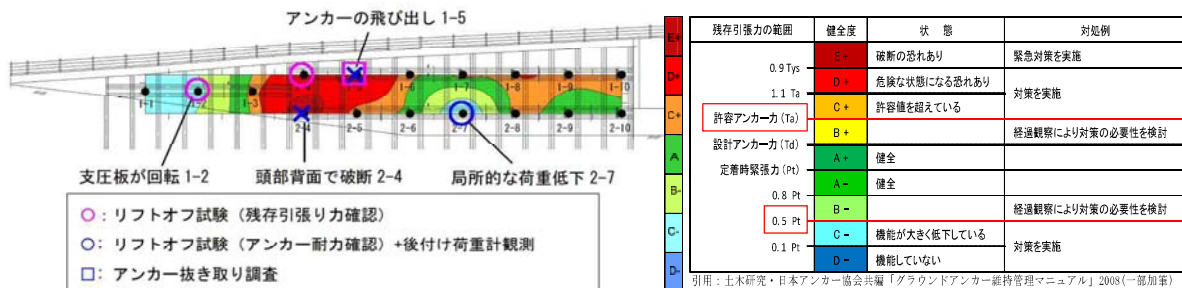 アンカーの飛び出し 1-5
1-1
1-3
1-6
1-7
1-8
1-9
1-10
2-4
2-5
2-6
2-7
2-8
2-9
2-10
支圧板が回転 1-2
頭部背面で破断 2-4
局所的な荷重低下 2-7
○：リフトオフ試験（残存引張り力確認）
○：リフトオフ試験（アンカー耐力確認）+後付け荷重計観測
□：アンカー抜き取り調査
E+
D+
C+
A
B-
C-
D-
残存引張力の範囲 健全度 状 態 対処例
E+ 破断の恐れあり 緊急対策を実施
0.9 Tys
D+ 危険な状態になる恐れあり
1.1 Ta 対策を実施
C+ 許容値を超えている
許容アンカー力(Ta)
B+ 経過観察により対策の必要性を検討
設計アンカー力(Td)
A+ 健全
定着時緊張力(Pt)
A- 健全
0.8 Pt
B- 経過観察により対策の必要性を検討
0.5 Pt
C- 機能が大きく低下している
0.1 Pt 対策を実施
D- 機能していない
引用：土木研究・日本アンカー協会共編「グラウンドアンカー維持管理マニュアル」2008(一部加筆)